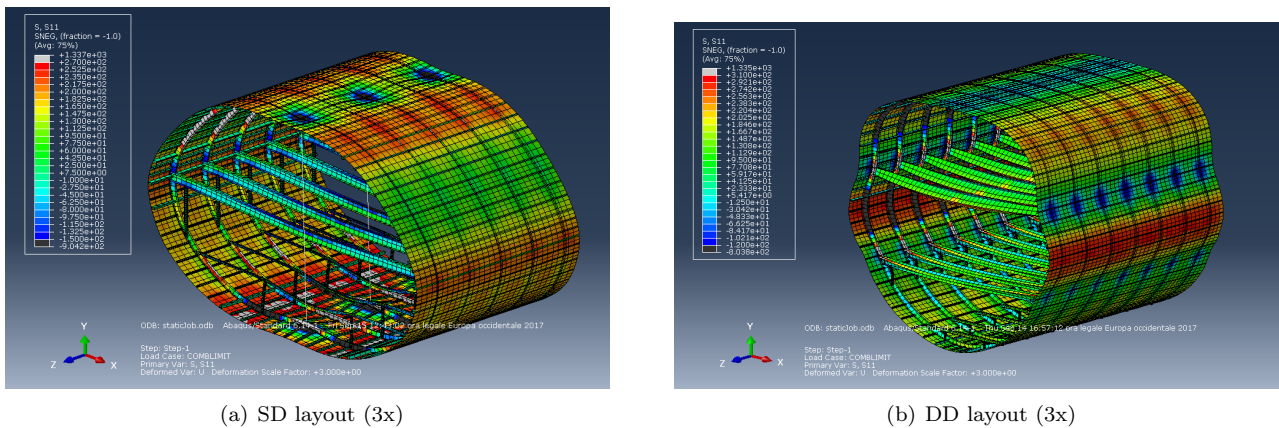 S, S11
SNEG, (fraction = -1.0)
(Avg: 75%)
+1.337e+03
+2.700e+02
+2.525e+02
+2.350e+02
+2.175e+02
+2.000e+02
+1.825e+02
+1.650e+02
+1.475e+02
+1.300e+02
+1.125e+02
+9.500e+01
+7.750e+01
+6.000e+01
+4.250e+01
+2.500e+01
+7.500e+00
-1.000e+01
-2.750e+01
-4.500e+01
-6.250e+01
-8.000e+01
-9.750e+01
-1.150e+02
-1.325e+02
-1.500e+02
-9.042e+02
Y
Z
X
ODB: staticJob.odb Abaqus/Standard 6.14-1 ora legale Europa occidentale 2017
Step: Step-1
Load Case: COMBLIMIT
Primary Var: S, S11
Deformed Var: U Deformation Scale Factor: +3.000e+00
(a) SD layout (3x)
S, S11
SNEG, (fraction = -1.0)
(Avg: 75%)
+1.335e+03
+3.100e+02
+2.921e+02
+2.742e+02
+2.563e+02
+2.383e+02
+2.204e+02
+2.025e+02
+1.846e+02
+1.667e+02
+1.487e+02
+1.308e+02
+1.129e+02
+9.500e+01
+7.708e+01
+5.917e+01
+4.125e+01
+2.333e+01
+5.417e+00
-1.250e+01
-3.042e+01
-4.833e+01
-6.625e+01
-8.417e+01
-1.021e+02
-1.200e+02
-8.038e+02
Y
Z
X
ODB: staticJob.odb Abaqus/Standard 6.14-1 Thu Sep 14 16:57:12 ora legale Europa occidentale 2017
Step: Step-1
Load Case: COMBLIMIT
Primary Var: S, S11
Deformed Var: U Deformation Scale Factor: +3.000e+00
(b) DD layout (3x)